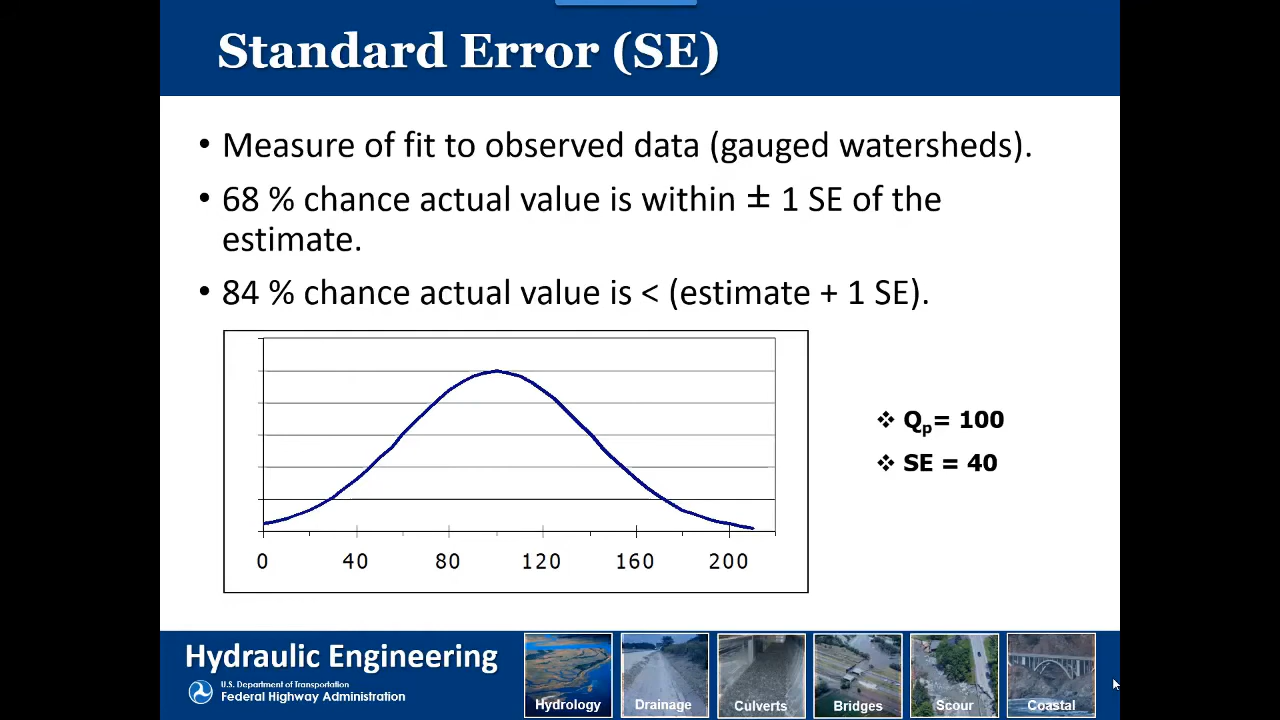 Standard Error (SE)
• Measure of fit to observed data (gauged watersheds).
• 68 % chance actual value is within ± 1 SE of the
estimate.
• 84 % chance actual value is < (estimate + 1 SE).
❖ Qp= 100
❖ SE = 40
0 40 80 120 160 200
Hydraulic Engineering
U.S. Department of Transportation
Federal Highway Administration
Hydrology Drainage Culverts Bridges Scour Coastal